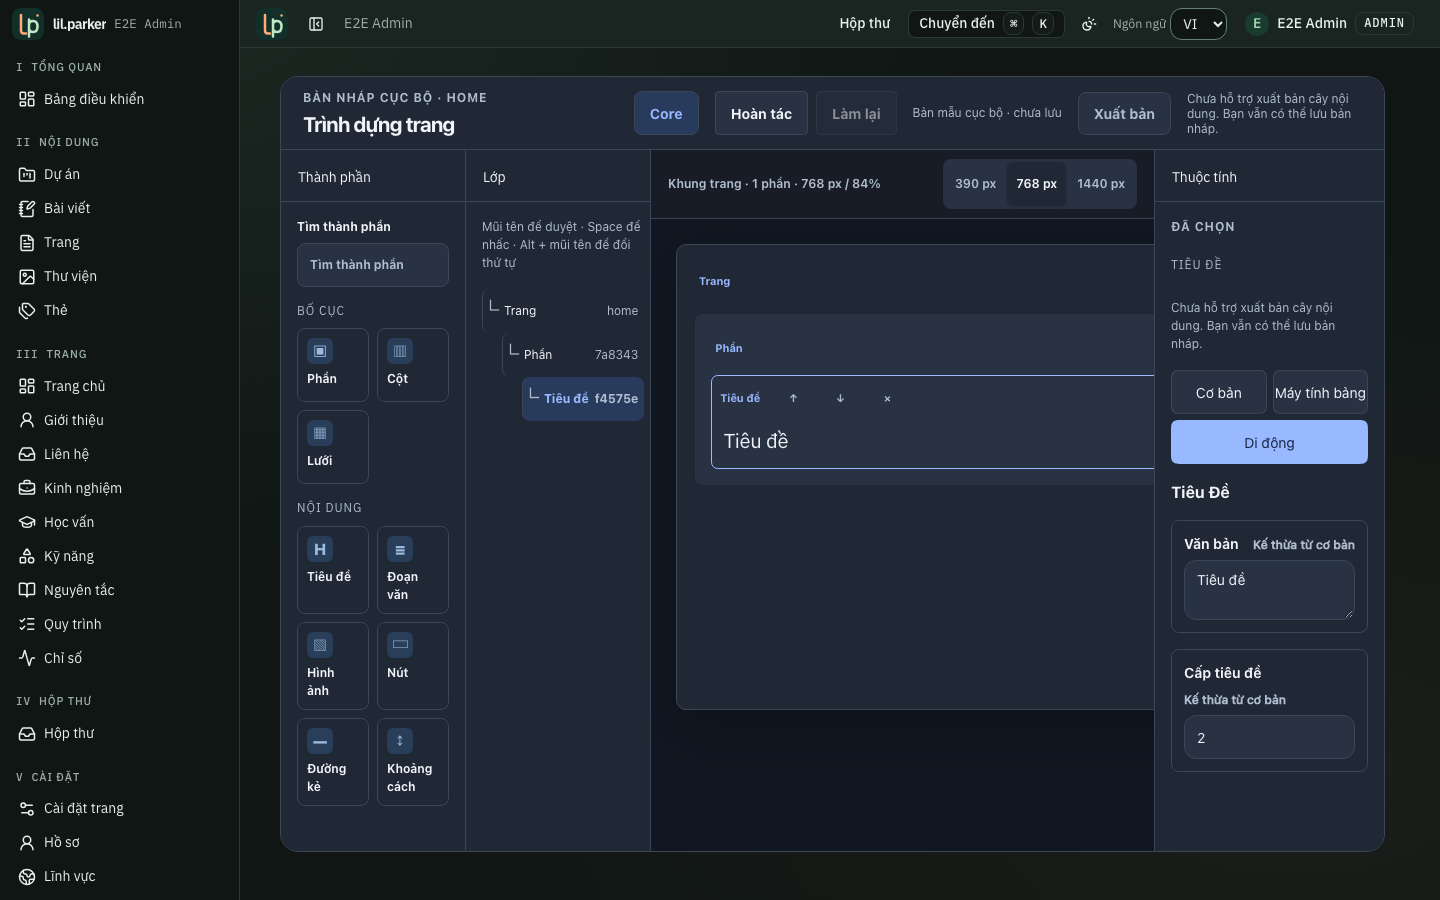 lil.parker E2E Admin
I TỔNG QUAN
Bảng điều khiển
II NỘI DUNG
Dự án
Bài viết
Trang
Thư viện
Thẻ
III TRANG
Trang chủ
Giới thiệu
Liên hệ
Kinh nghiệm
Học vấn
Kỹ năng
Nguyên tắc
Quy trình
Chỉ số
IV HỘP THƯ
Hộp thư
V CÀI ĐẶT
Cài đặt trang
Hồ sơ
Lĩnh vực
E2E Admin
Hộp thư
Chuyển đến ⌘ K
Ngôn ngữ VI
E E2E Admin ADMIN
BẢN NHÁP CỤC BỘ · HOME
Trình dựng trang
Core
Hoàn tác
Làm lại
Bản mẫu cục bộ · chưa lưu
Xuất bản
Chưa hỗ trợ xuất bản cây nội
dung. Bạn vẫn có thể lưu bản
nháp.
Thành phần
Tìm thành phần
Tìm thành phần
BỐ CỤC
Phần
Cột
Lưới
NỘI DUNG
H
Tiêu đề
Đoạn
văn
Hình
ảnh
Nút
Đường
kẻ
Khoảng
cách
Lớp
Mũi tên để duyệt · Space để
nhấc · Alt + mũi tên để đổi
thứ tự
Trang home
Phần 7a8343
Tiêu đề f4575e
Khung trang · 1 phần · 768 px / 84%
390 px 768 px 1440 px
Trang
Phần
Tiêu đề ↑ ↓ ×
Tiêu đề
Thuộc tính
ĐÃ CHỌN
TIÊU ĐỀ
Chưa hỗ trợ xuất bản cây nội
dung. Bạn vẫn có thể lưu bản
nháp.
Cơ bản
Máy tính bảng
Di động
Tiêu Đề
Văn bản Kế thừa từ cơ bản
Tiêu đề
Cấp tiêu đề
Kế thừa từ cơ bản
2